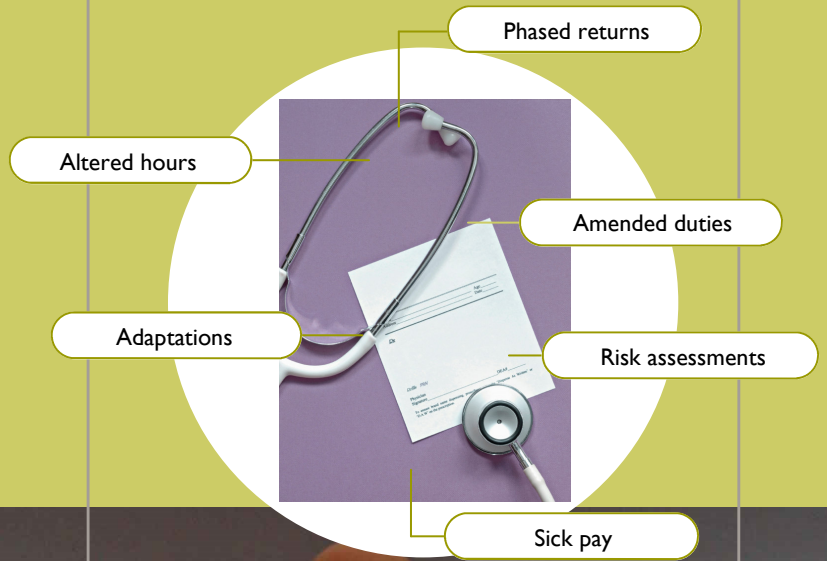 Phased returns
Altered hours
Amended duties
Adaptations
Risk assessments
Sick pay